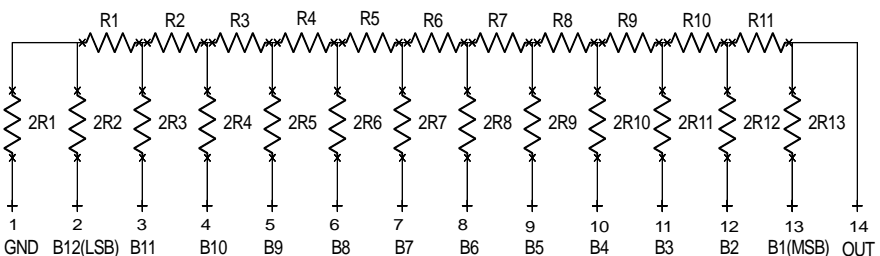 R1 R2 R3 R4 R5 R6 R7 R8 R9 R10 R11
2R1 2R2 2R3 2R4 2R5 2R6 2R7 2R8 2R9 2R10 2R11 2R12 2R13
1 2 3 4 5 6 7 8 9 10 11 12 13 14
GND B12(LSB) B11 B10 B9 B8 B7 B6 B5 B4 B3 B2 B1(MSB) OUT